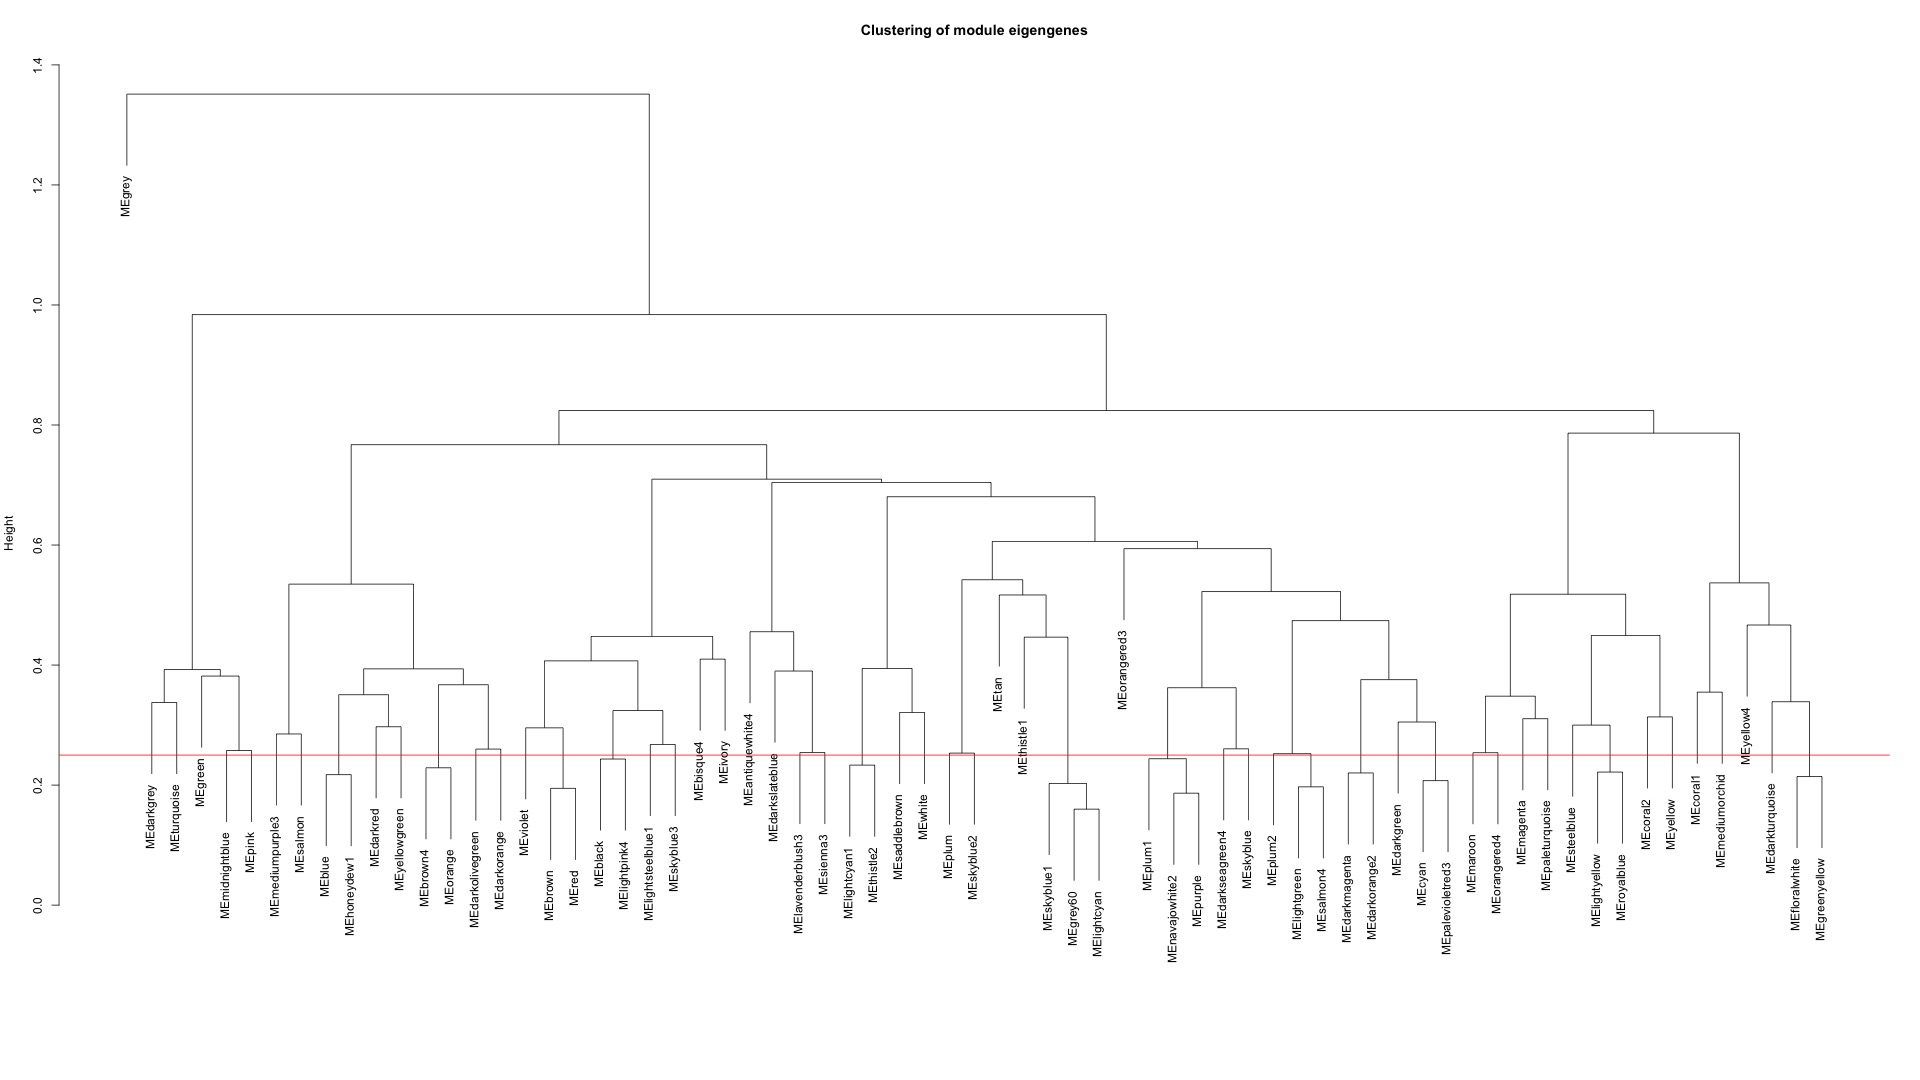 Clustering of module eigengenes
Height
1.4
1.2
1.0
0.8
0.6
0.4
0.2
0.0
MEgrey
MEdarkgrey
MEturquoise
MEgreen
MEmidnightblue
MEpink
MEmediumpurple3
MEsalmon
MEblue
MEhoneydew1
MEdarkred
MEyellowgreen
MEbrown4
MEorange
MEdarkolivegreen
MEdarkorange
MEviolet
MEbrown
MEred
MEblack
MElightpink4
MElightsteelblue1
MEskyblue3
MEbisque4
MEivory
MEantiquewhite4
MEdarkslateblue
MElavenderblush3
MEsienna3
MElightcyan1
MEthistle2
MEsaddlebrown
MEwhite
MEplum
MEskyblue2
MEtan
MEthistle1
MEskyblue1
MEgrey60
MElightcyan
MEorangered3
MEplum1
MEnavajowhite2
MEpurple
MEdarkseagreen4
MEskyblue
MEplum2
MElightgreen
MEsalmon4
MEdarkmagenta
MEdarkorange2
MEdarkgreen
MEcyan
MEpalevioletred3
MEmaroon
MEorangered4
MEmagenta
MEpaleturquoise
MEsteelblue
MElightyellow
MEroyalblue
MEcoral2
MEyellow
MEcoral1
MEmediumorchid
MEyellow4
MEdarkturquoise
MEfloralwhite
MEgreenyellow